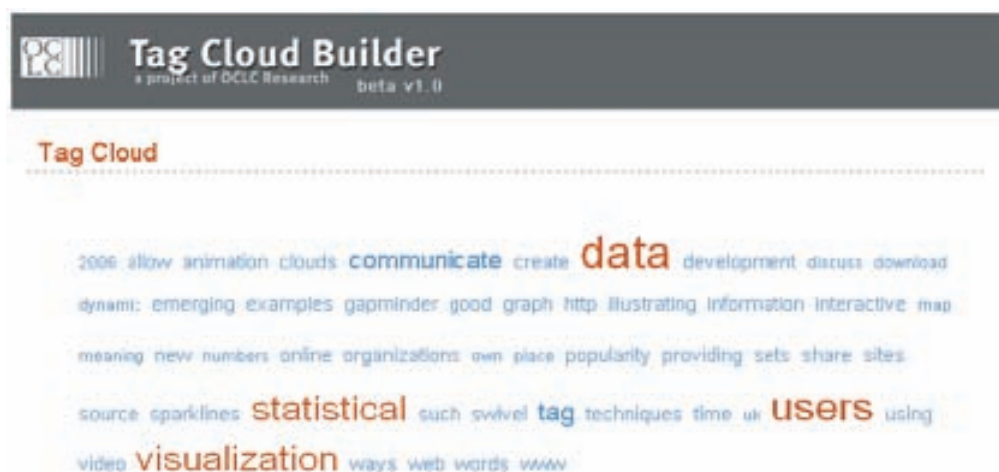 OCLC
Tag Cloud Builder
a project of OCLC Research
beta v1.0
Tag Cloud
2006 allow animation clouds communicate create data development discuss download
dynamic emerging examples gapminder good graph http illustrating information interactive map
meaning new numbers online organizations own place popularity providing sets share sites
source sparklines statistical such swivel tag techniques time uk users using
video visualization ways web words www